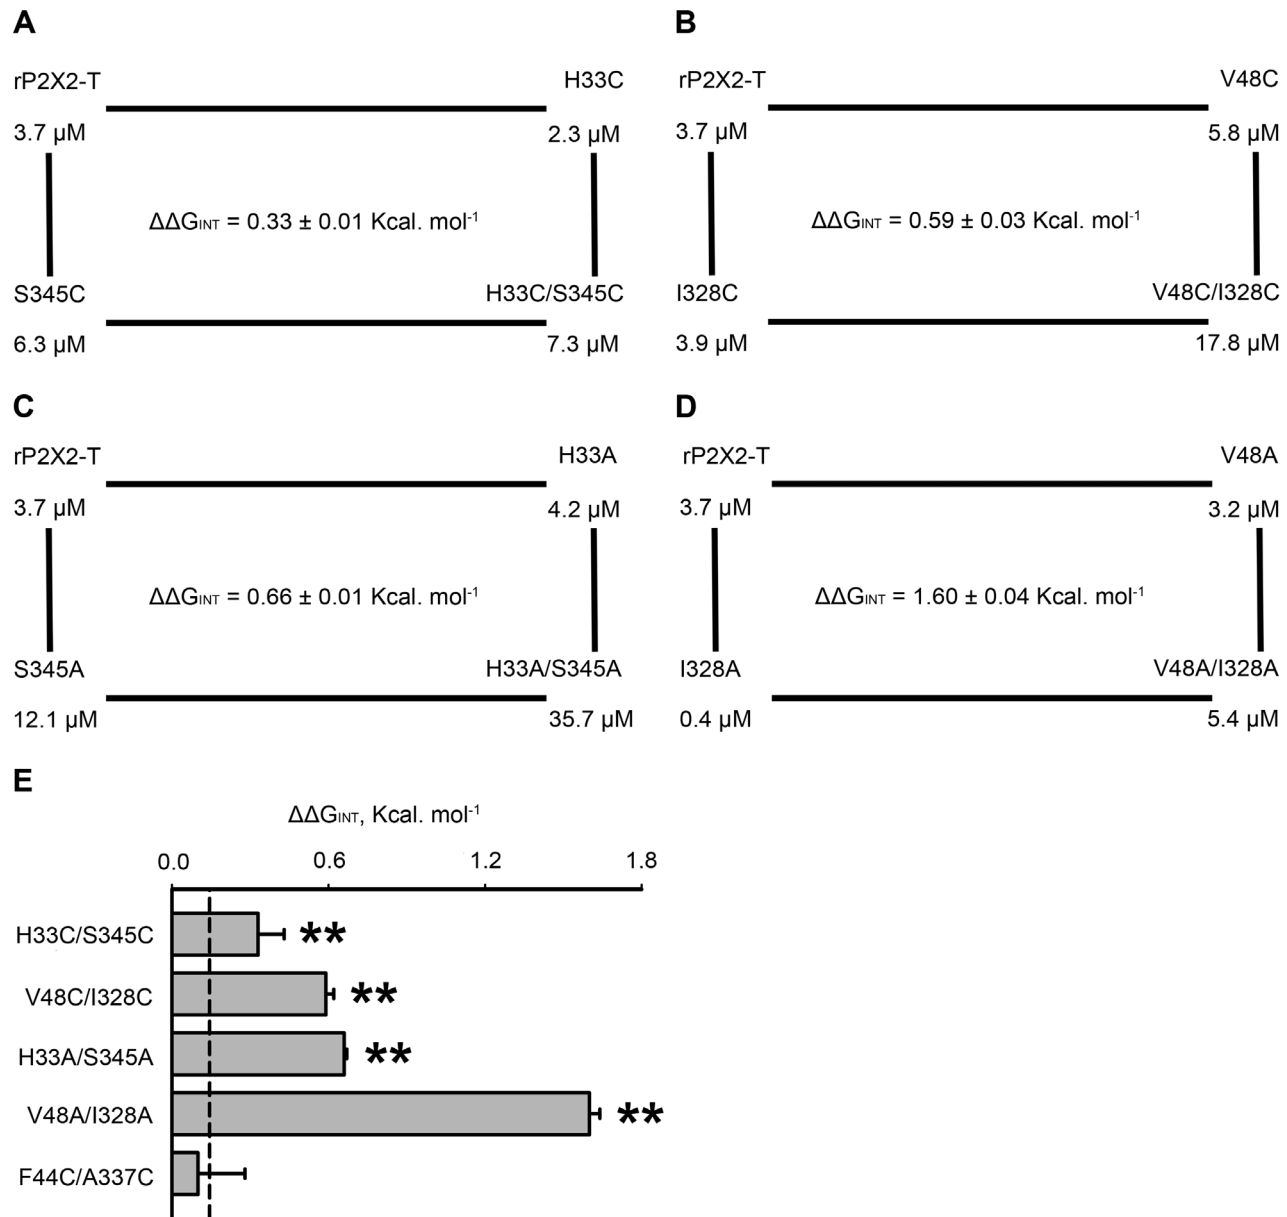 A
rP2X2-T H33C
3.7 µM 2.3 µM
ΔΔGINT = 0.33 ± 0.01 Kcal. mol-1
S345C H33C/S345C
6.3 µM 7.3 µM
B
rP2X2-T V48C
3.7 µM 5.8 µM
ΔΔGINT = 0.59 ± 0.03 Kcal. mol-1
I328C V48C/I328C
3.9 µM 17.8 µM
C
rP2X2-T H33A
3.7 µM 4.2 µM
ΔΔGINT = 0.66 ± 0.01 Kcal. mol-1
S345A H33A/S345A
12.1 µM 35.7 µM
D
rP2X2-T V48A
3.7 µM 3.2 µM
ΔΔGINT = 1.60 ± 0.04 Kcal. mol-1
I328A V48A/I328A
0.4 µM 5.4 µM
E
ΔΔGINT, Kcal. mol-1
0.0 0.6 1.2 1.8
H33C/S345C **
V48C/I328C **
H33A/S345A **
V48A/I328A **
F44C/A337C